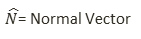 N̂= Normal Vector